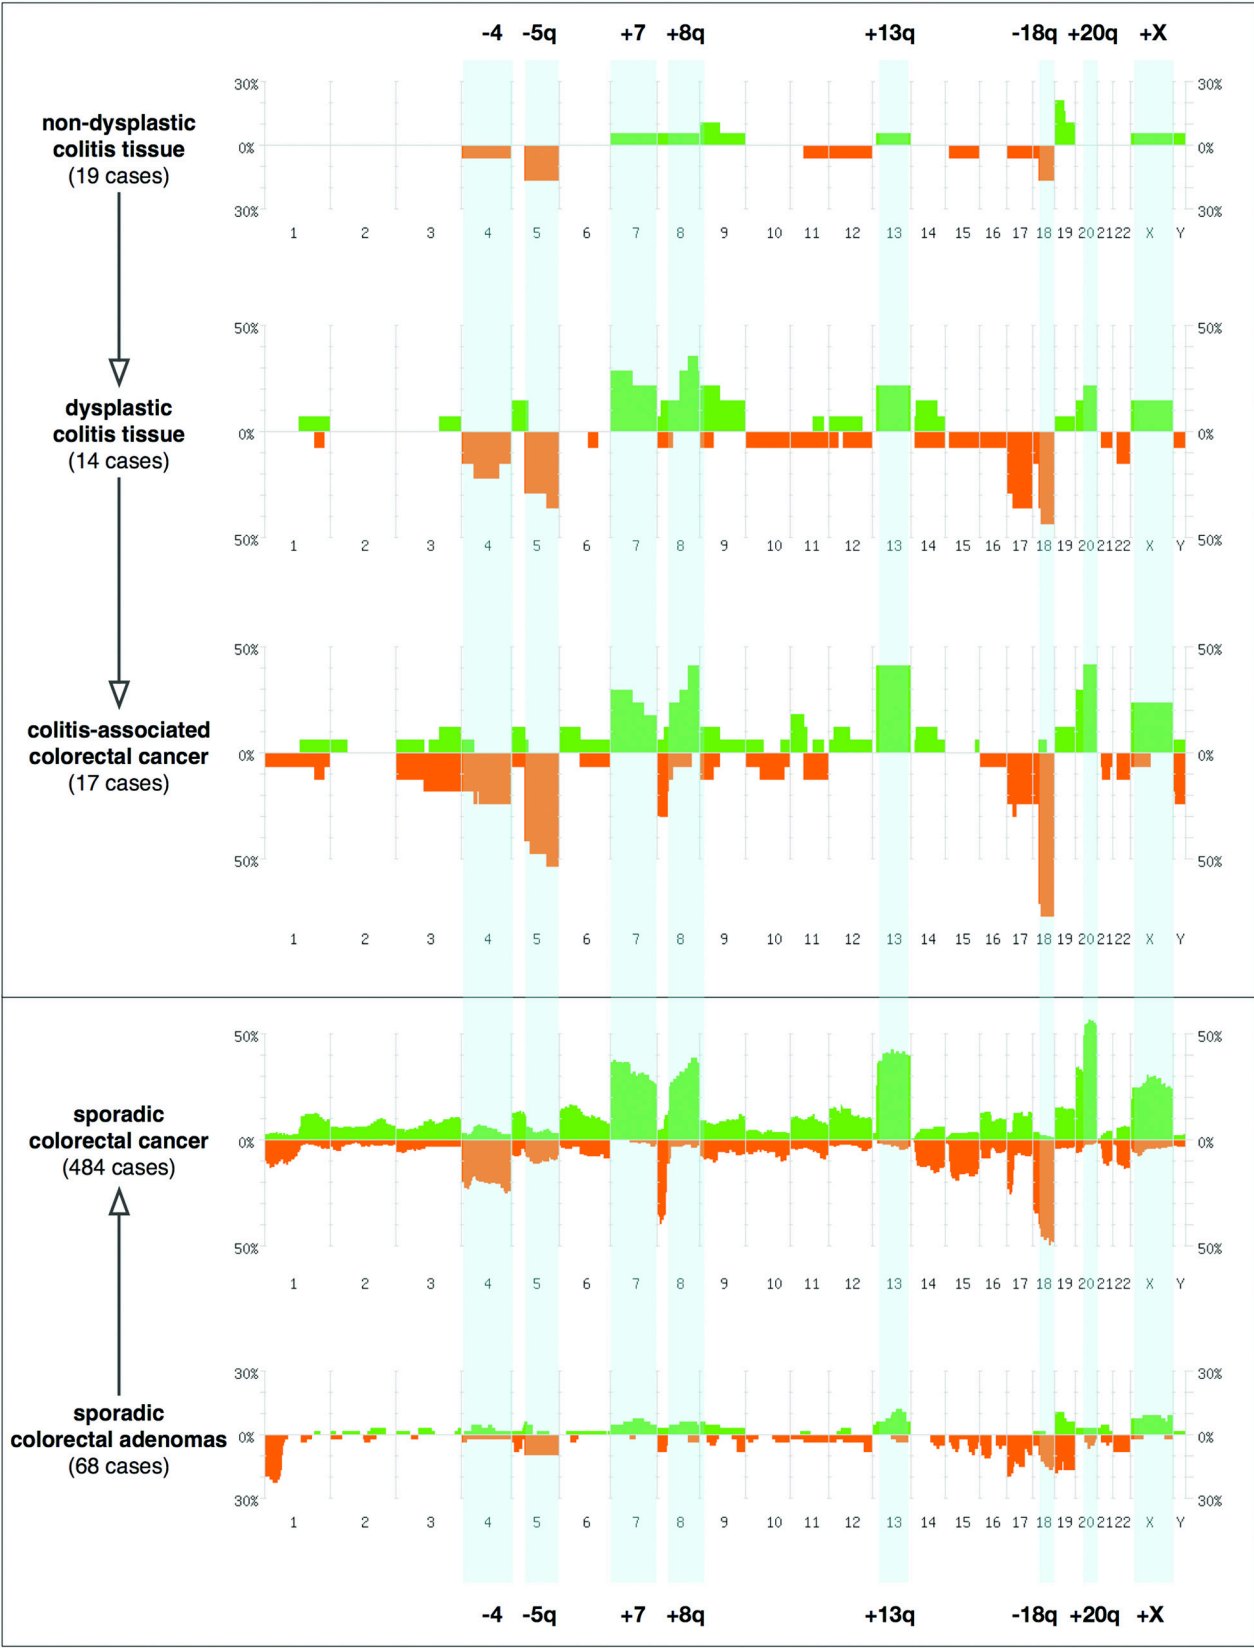 -4 -5q +7 +8q +13q -18q +20q +X
30% 30%
non-dysplastic
colitis tissue
(19 cases)
0% 0%
30% 30%
1 2 3 4 5 6 7 8 9 10 11 12 13 14 15 16 17 18 19 20 21 22 X Y
50% 50%
dysplastic
colitis tissue
(14 cases)
0% 0%
50% 50%
1 2 3 4 5 6 7 8 9 10 11 12 13 14 15 16 17 18 19 20 21 22 X Y
50% 50%
colitis-associated
colorectal cancer
(17 cases)
0% 0%
50% 50%
1 2 3 4 5 6 7 8 9 10 11 12 13 14 15 16 17 18 19 20 21 22 X Y
50% 50%
sporadic
colorectal cancer
(484 cases)
0% 0%
50% 50%
1 2 3 4 5 6 7 8 9 10 11 12 13 14 15 16 17 18 19 20 21 22 X Y
30% 30%
sporadic
colorectal adenomas
(68 cases)
0% 0%
30% 30%
1 2 3 4 5 6 7 8 9 10 11 12 13 14 15 16 17 18 19 20 21 22 X Y
-4 -5q +7 +8q +13q -18q +20q +X